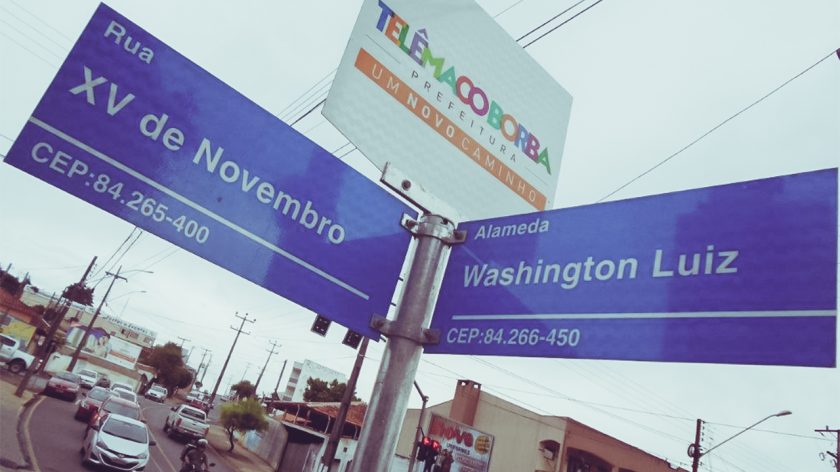 Rua
XV de Novembro
CEP:84.265-400
TELÊMACO BORBA
PREFEITURA
UM NOVO CAMINHO
Alameda
Washington Luiz
CEP:84.266-450